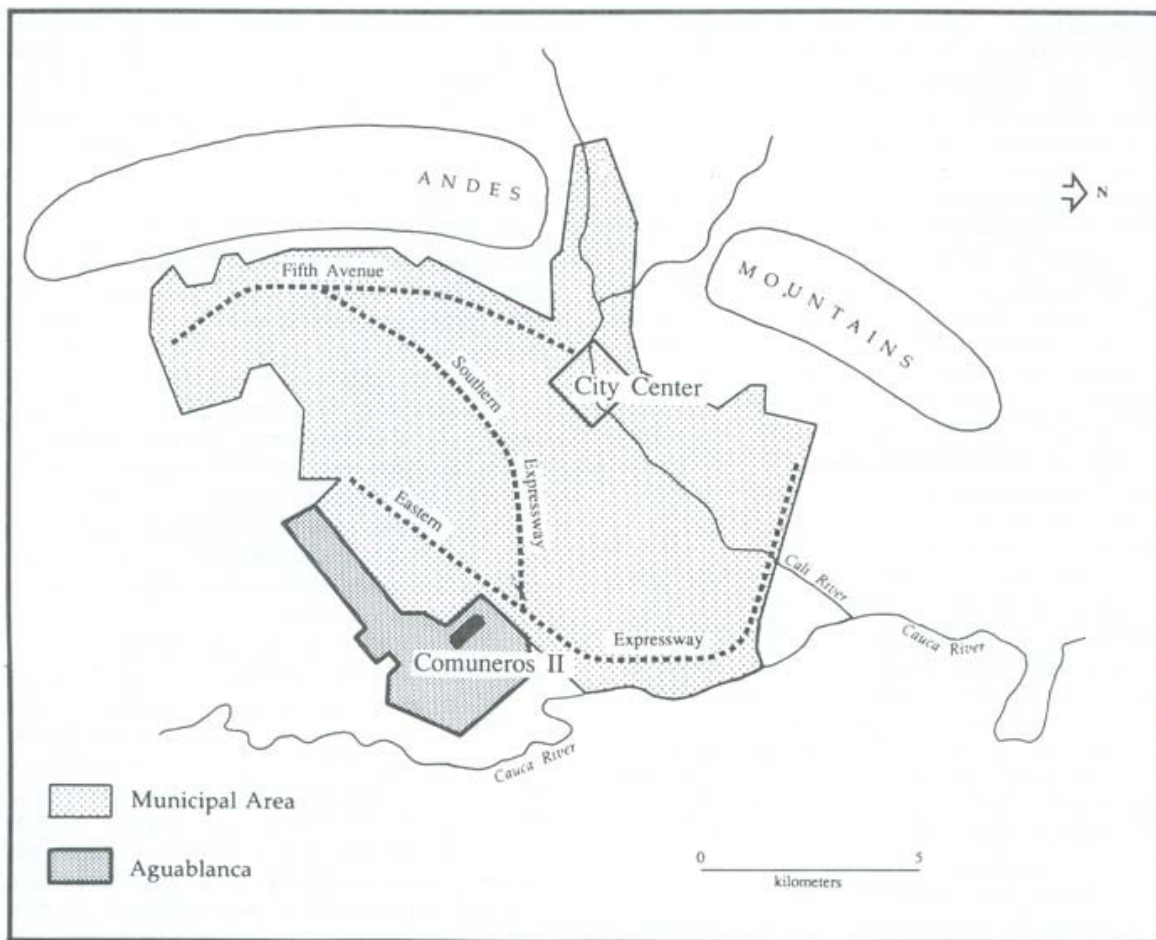 ANDES
N
MOUNTAINS
Fifth Avenue
Southern
City Center
Expressway
Eastern
Cali River
Expressway
Cauca River
Comuneros II
Cauca River
Municipal Area
Aguablanca
0 5
kilometers